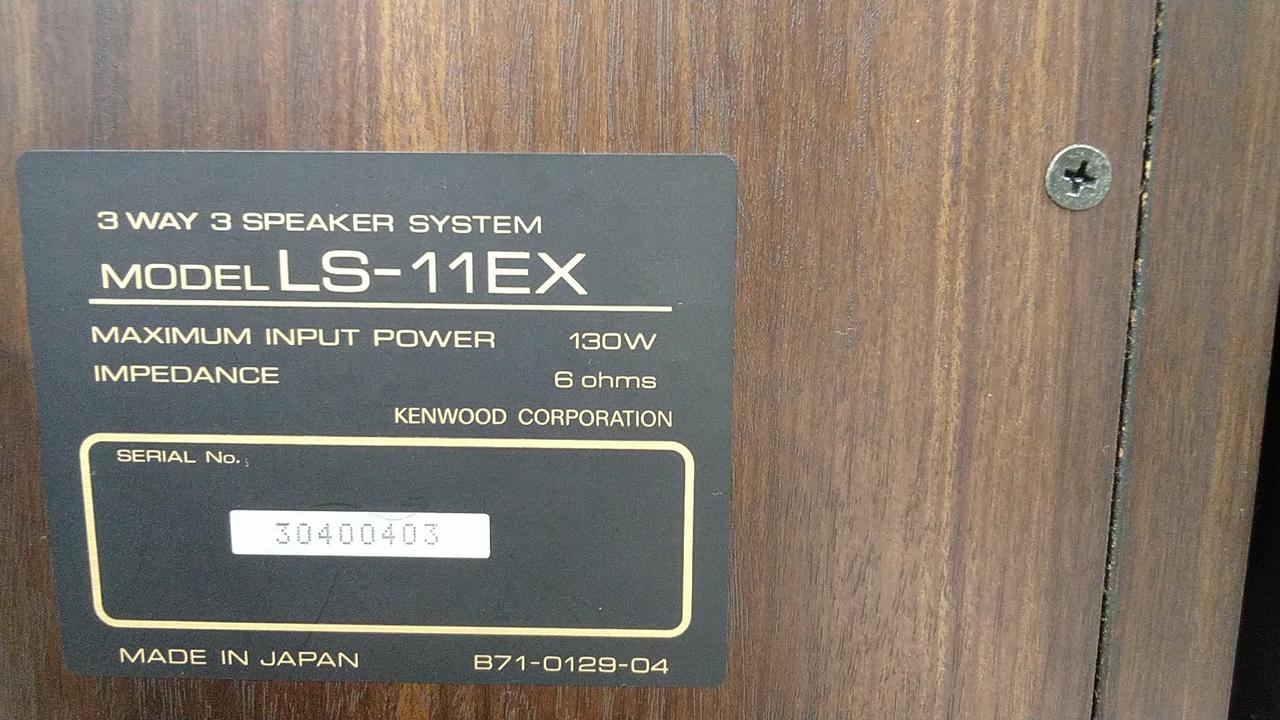 3 WAY 3 SPEAKER SYSTEM
MODEL LS-11EX
MAXIMUM INPUT POWER 130W
IMPEDANCE 6 ohms
KENWOOD CORPORATION
SERIAL No.
30400403
MADE IN JAPAN B71-0129-04